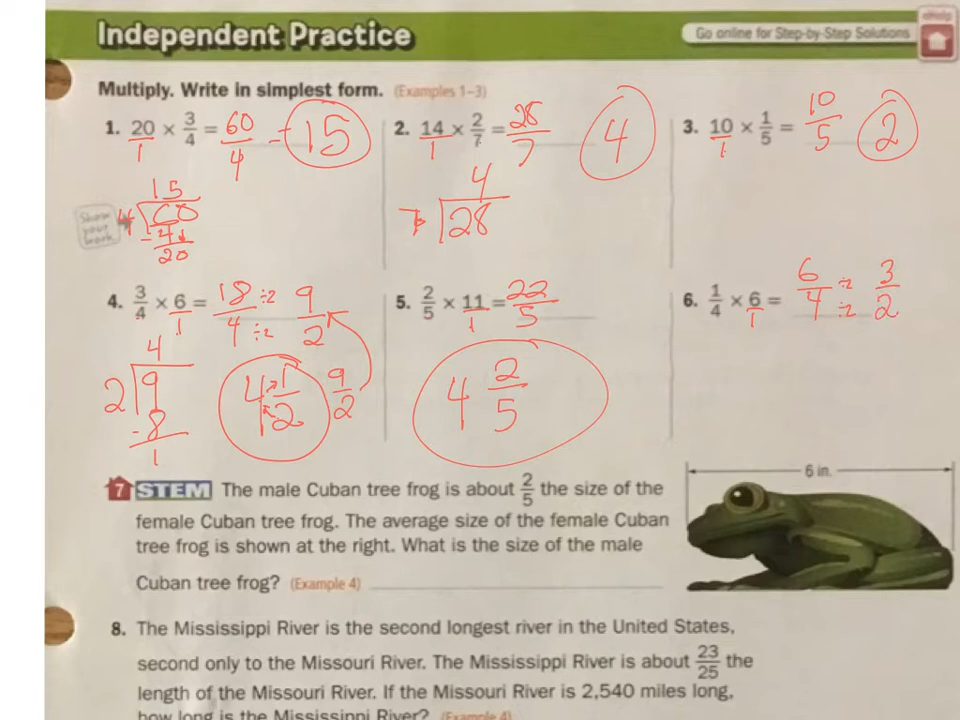 Independent Practice
Go online for Step-by-Step Solutions
eHelp
Multiply. Write in simplest form. (Examples 1–3)
1. 20/1 × 3/4 = 60/4 = 15
2. 14/1 × 2/7 = 28/7 4
3. 10/1 × 1/5 = 10/5 2
15
4 60
- 4
20
Show your work.
4
7 28
4. 3/4 × 6/1 = 18/4 ÷2 ÷2 9/2
5. 2/5 × 11/1 = 22/5
6. 1/4 × 6/1 = 6/4 ÷2 ÷2 3/2
4
2 9
- 8
1
4 1/2 9/2
4 2/5
7 STEM The male Cuban tree frog is about 2/5 the size of the
female Cuban tree frog. The average size of the female Cuban
tree frog is shown at the right. What is the size of the male
Cuban tree frog? (Example 4)
6 in.
8. The Mississippi River is the second longest river in the United States,
second only to the Missouri River. The Mississippi River is about 23/25 the
length of the Missouri River. If the Missouri River is 2,540 miles long,
how long is the Mississippi River? (Example 4)